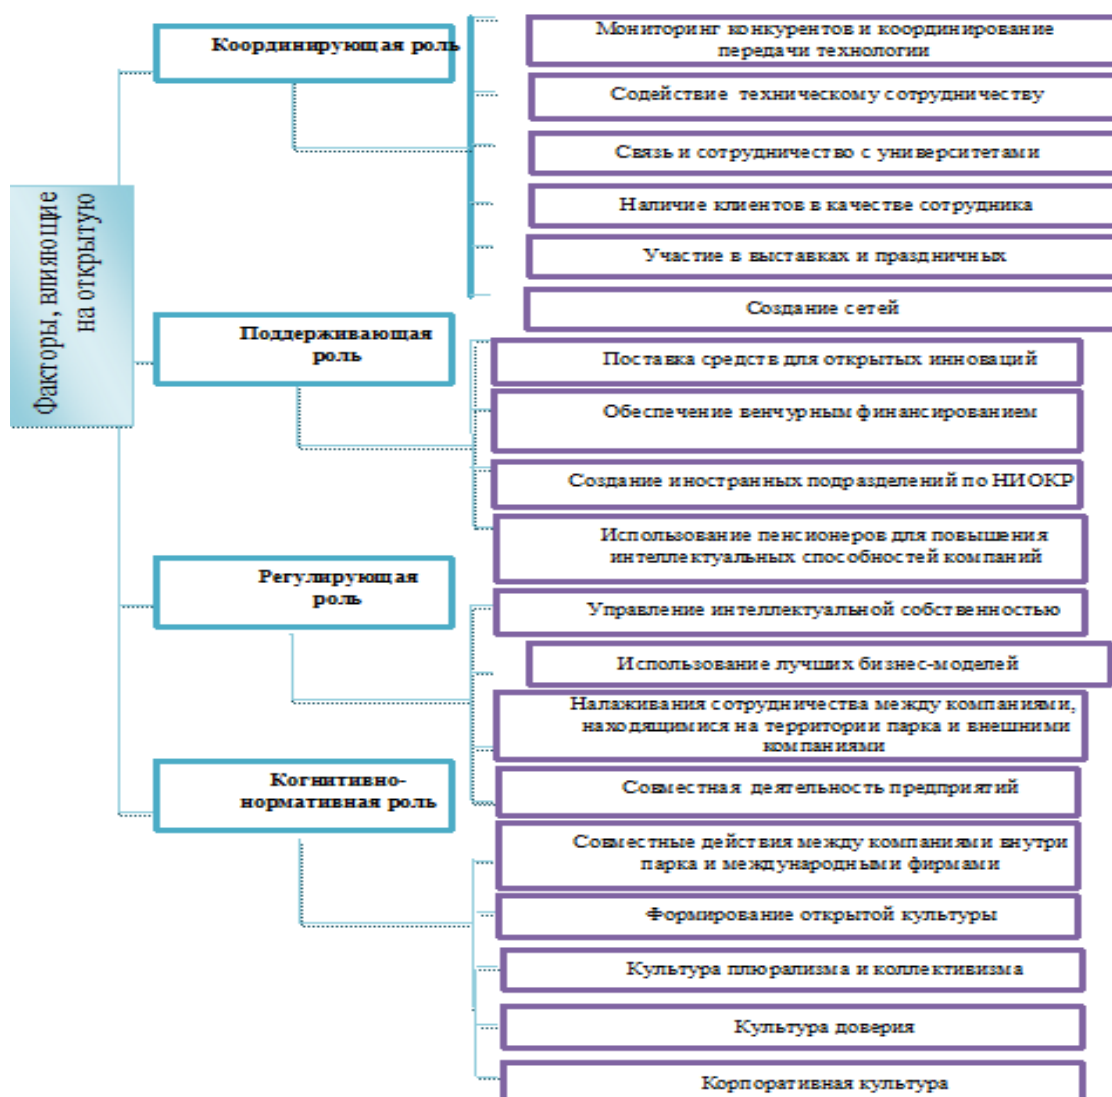 Факторы, влияющие
на открытую
Координирующая роль
Мониторинг конкурентов и координирование
передачи технологии
Содействие техническому сотрудничеству
Связь и сотрудничество с университетами
Наличие клиентов в качестве сотрудника
Участие в выставках и праздничных
Создание сетей
Поддерживающая
роль
Поставка средств для открытых инноваций
Обеспечение венчурным финансированием
Создание иностранных подразделений по НИОКР
Использование пенсионеров для повышения
интеллектуальных способностей компаний
Регулирующая
роль
Управление интеллектуальной собственностью
Использование лучших бизнес-моделей
Налаживания сотрудничества между компаниями,
находящимися на территории парка и внешними
компаниями
Совместная деятельность предприятий
Когнитивно-
нормативная роль
Совместные действия между компаниями внутри
парка и международными фирмами
Формирование открытой культуры
Культура плюрализма и коллективизма
Культура доверия
Корпоративная культура